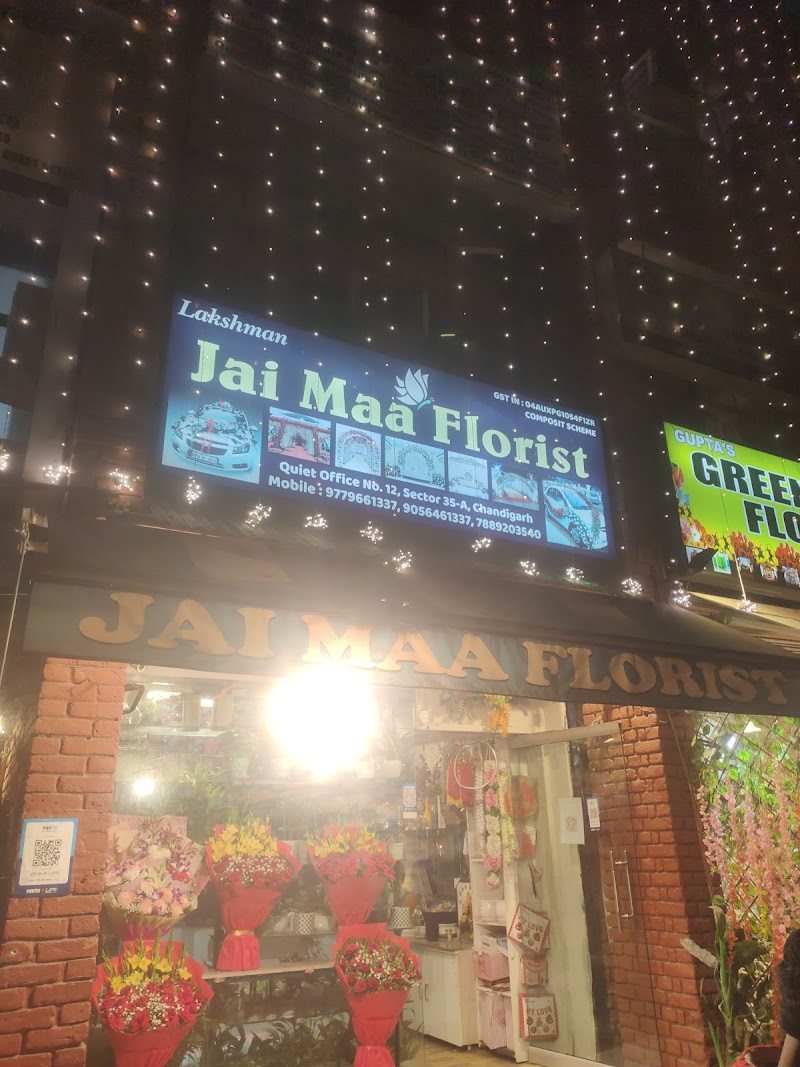 Lakshman
Jai Maa Florist
GST IN : 04AUXPG1054F1ZR
COMPOSIT SCHEME
Quiet Office No. 12, Sector 35-A, Chandigarh
Mobile : 9779661337, 9056461337, 7889203540
GUPTA'S
GREEN
FLO
JAI MAA FLORIST